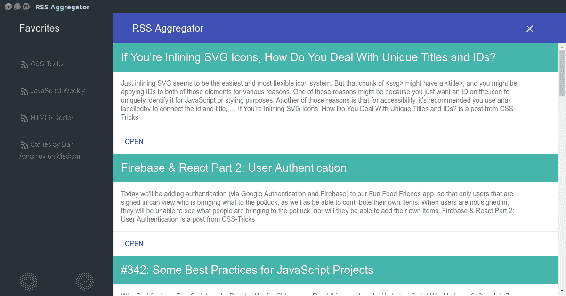 RSS Aggregator
Favorites
RSS Aggregator
JavaScript Weekly
If You're Inlining SVG Icons, How Do You Deal With Unique Titles and IDs?
Just inlining SVG seems to be the easiest and most flexible icon system. But that chunk of <svg> might have a <title>, and you might be
applying IDs to both of those elements for various reasons. One of those reasons might be because you just want an ID on the icon to
uniquely identify it for JavaScript or styling purposes. Another of those reasons is that for accessibility, it's recommended you use aria-
labelledby to connect the id and title, ... If You're Inlining SVG Icons, How Do You Deal With Unique Titles and IDs? is a post from CSS-
Tricks
OPEN
Firebase & React Part 2: User Authentication
Today we'll be adding authentication (via Google Authentication and Firebase) to our Fun Food Friends app, so that only users that are
signed in can view who is bringing what to the potluck, as well as be able to contribute their own items. When users are not signed in,
they will be unable to see what people are bringing to the potluck, nor will they be able to add their own items. Firebase & React Part 2:
User Authentication is a post from CSS-Tricks
OPEN
#342: Some Best Practices for JavaScript Projects